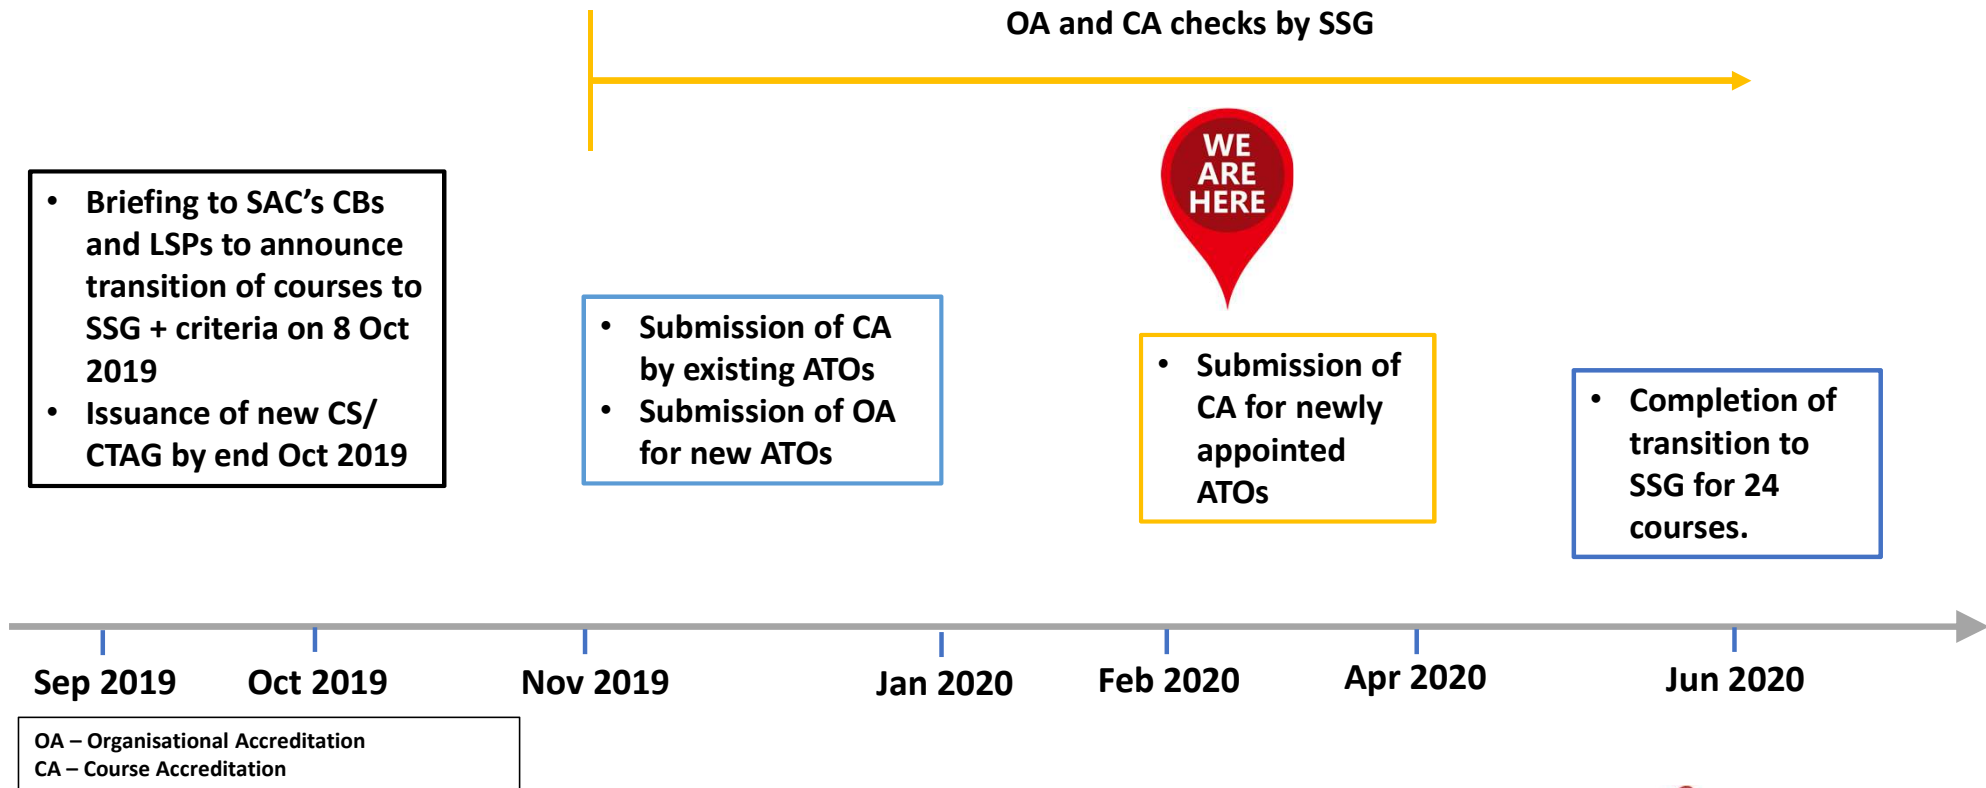 OA and CA checks by SSG
WE
ARE
HERE
• Briefing to SAC’s CBs
and LSPs to announce
transition of courses to
SSG + criteria on 8 Oct
2019
• Issuance of new CS/
CTAG by end Oct 2019
• Submission of CA
by existing ATOs
• Submission of OA
for new ATOs
• Submission of
CA for newly
appointed
ATOs
• Completion of
transition to
SSG for 24
courses.
Sep 2019
Oct 2019
Nov 2019
Jan 2020
Feb 2020
Apr 2020
Jun 2020
OA – Organisational Accreditation
CA – Course Accreditation